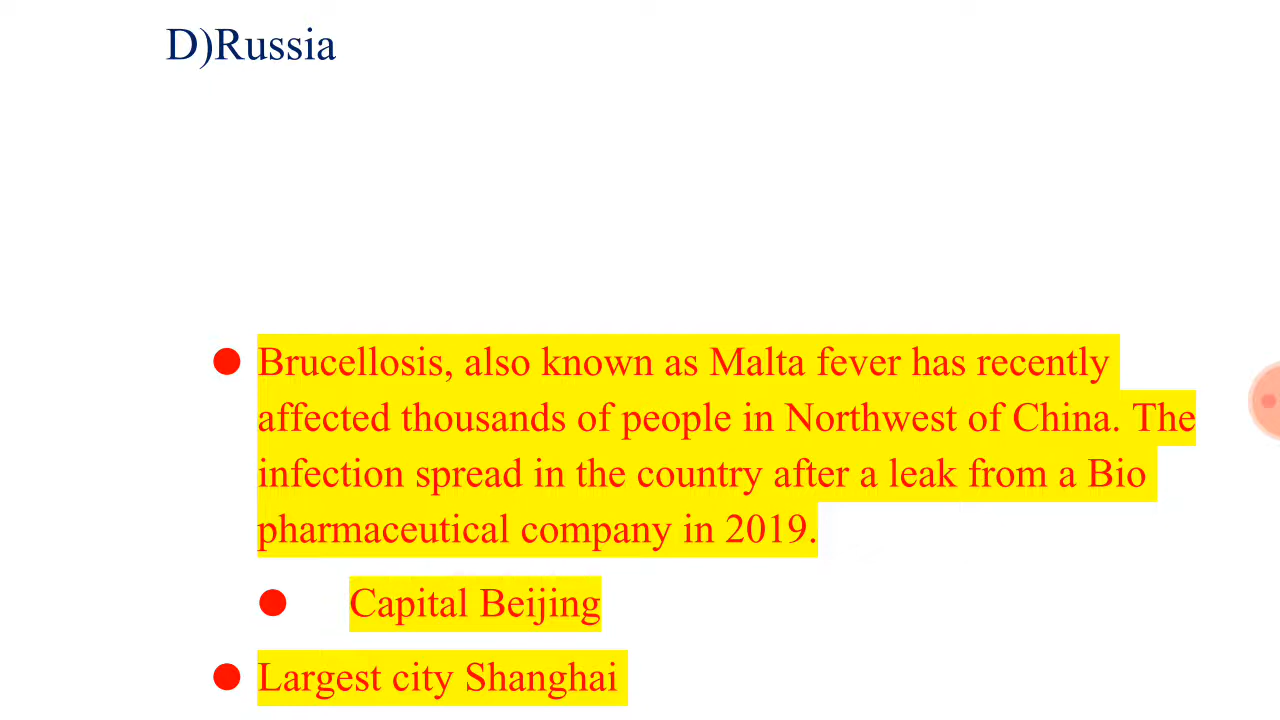 D)Russia
Brucellosis, also known as Malta fever has recently
affected thousands of people in Northwest of China. The
infection spread in the country after a leak from a Bio
pharmaceutical company in 2019.
Capital Beijing
Largest city Shanghai